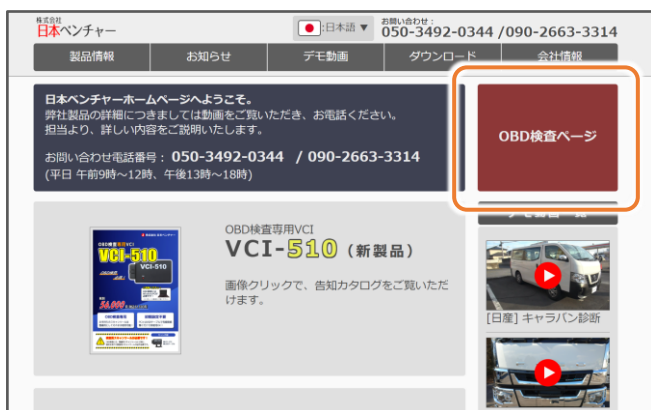 株式会社
日本ベンチャー
:日本語 ▼
お問い合わせ:
050-3492-0344 /090-2663-3314
製品情報
お知らせ
デモ動画
ダウンロード
会社情報
日本ベンチャーホームページへようこそ。
弊社製品の詳細につきましては動画をご覧いただき、お電話ください。
担当より、詳しい内容をご説明いたします。
お問い合わせ電話番号: 050-3492-0344 / 090-2663-3314
(平日 午前9時～12時、午後13時～18時)
OBD検査ページ
OBD検査専用VCI
VCI-510 (新製品)
画像クリックで、告知カタログをご覧いただ
けます。
VCI-510
VCI-510
デモ動画一覧
[日産] キャラバン診断